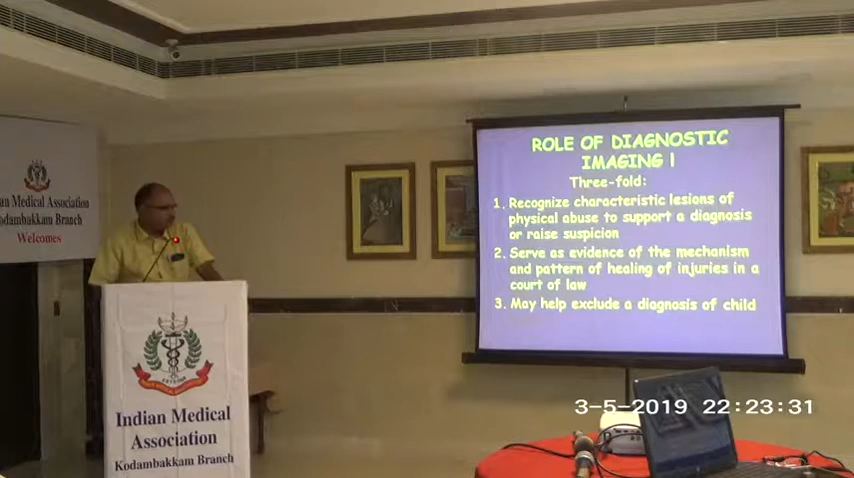 an Medical Association
Kodambakkam Branch
Welcomes
ROLE OF DIAGNOSTIC
IMAGING I
Three-fold:
1. Recognize characteristic lesions of
physical abuse to support a diagnosis
or raise suspicion
2. Serve as evidence of the mechanism
and pattern of healing of injuries in a
court of law
3. May help exclude a diagnosis of child
Indian Medical
Association
Kodambakkam Branch
3-5-2019 22:23:31